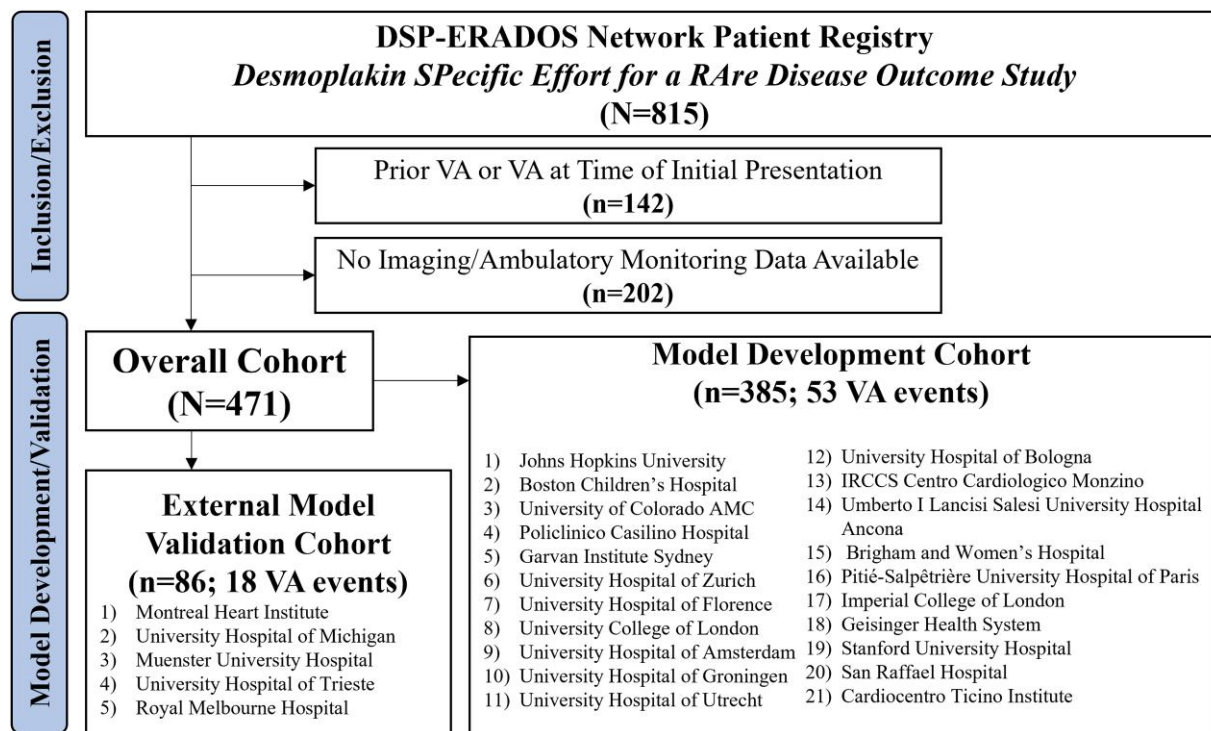 Inclusion/Exclusion
DSP-ERADOS Network Patient Registry
Desmoplakin SPecific Effort for a RAre Disease Outcome Study
(N=815)
Prior VA or VA at Time of Initial Presentation
(n=142)
No Imaging/Ambulatory Monitoring Data Available
(n=202)
Model Development/Validation
Overall Cohort
(N=471)
External Model
Validation Cohort
(n=86; 18 VA events)
1) Montreal Heart Institute
2) University Hospital of Michigan
3) Muenster University Hospital
4) University Hospital of Trieste
5) Royal Melbourne Hospital
Model Development Cohort
(n=385; 53 VA events)
1) Johns Hopkins University
2) Boston Children's Hospital
3) University of Colorado AMC
4) Policlinico Casilino Hospital
5) Garvan Institute Sydney
6) University Hospital of Zurich
7) University Hospital of Florence
8) University College of London
9) University Hospital of Amsterdam
10) University Hospital of Groningen
11) University Hospital of Utrecht
12) University Hospital of Bologna
13) IRCCS Centro Cardiologico Monzino
14) Umberto I Lancisi Salesi University Hospital
Ancona
15) Brigham and Women's Hospital
16) Pitié-Salpêtrière University Hospital of Paris
17) Imperial College of London
18) Geisinger Health System
19) Stanford University Hospital
20) San Raffael Hospital
21) Cardiocentro Ticino Institute